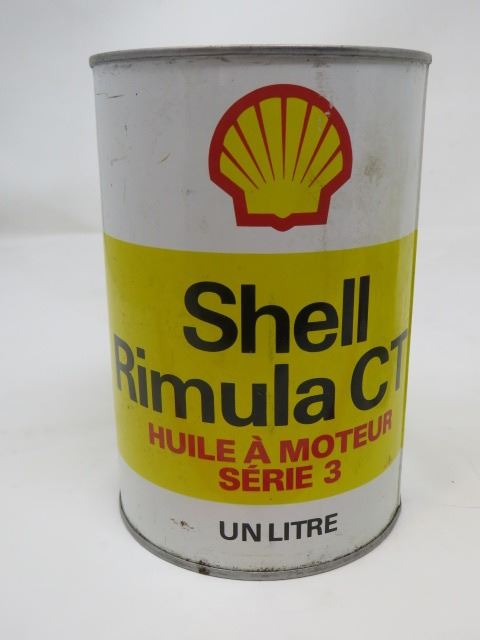 Shell
Rimula CT
HUILE À MOTEUR
SÉRIE 3
UN LITRE